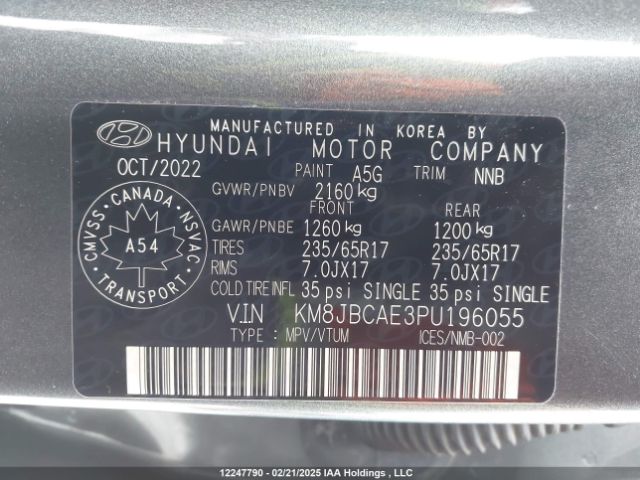 MANUFACTURED IN KOREA BY
HYUNDAI MOTOR COMPANY
OCT/2022 PAINT A5G TRIM NNB
GVWR/PNBV 2160 kg
FRONT REAR
GAWR/PNBE 1260 kg 1200 kg
TIRES 235/65R17 235/65R17
RIMS 7.0JX17 7.0JX17
COLD TIRE INFL 35 psi SINGLE 35 psi SINGLE
V.I.N KM8JBCAE3PU196055
TYPE : MPV/VTUM ICES/NMB-002
CANADA
CMVSS • NSVAC
A54
TRANSPORT
12247790 - 02/21/2025 IAA Holdings , LLC